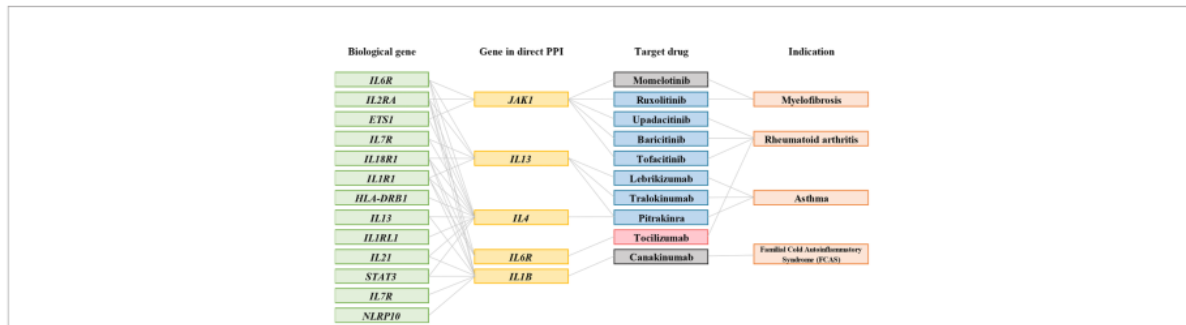 Biological gene Gene in direct PPI Target drug Indication
IL6R Momelotinib
IL2RA JAK1 Ruxolitinib Myelofibrosis
ETS1 Upadacitinib
IL7R Baricitinib Rheumatoid arthritis
IL18R1 IL13 Tofacitinib
IL1R1 Lebrikizumab
HLA-DRB1 Tralokinumab Asthma
IL13 IL4 Pitrakinra
IL1RL1 Tocilizumab
IL21 IL6R Canakinumab Familial Cold Autoinflammatory
Syndrome (FCAS)
STAT3 IL1B
IL7R
NLRP10